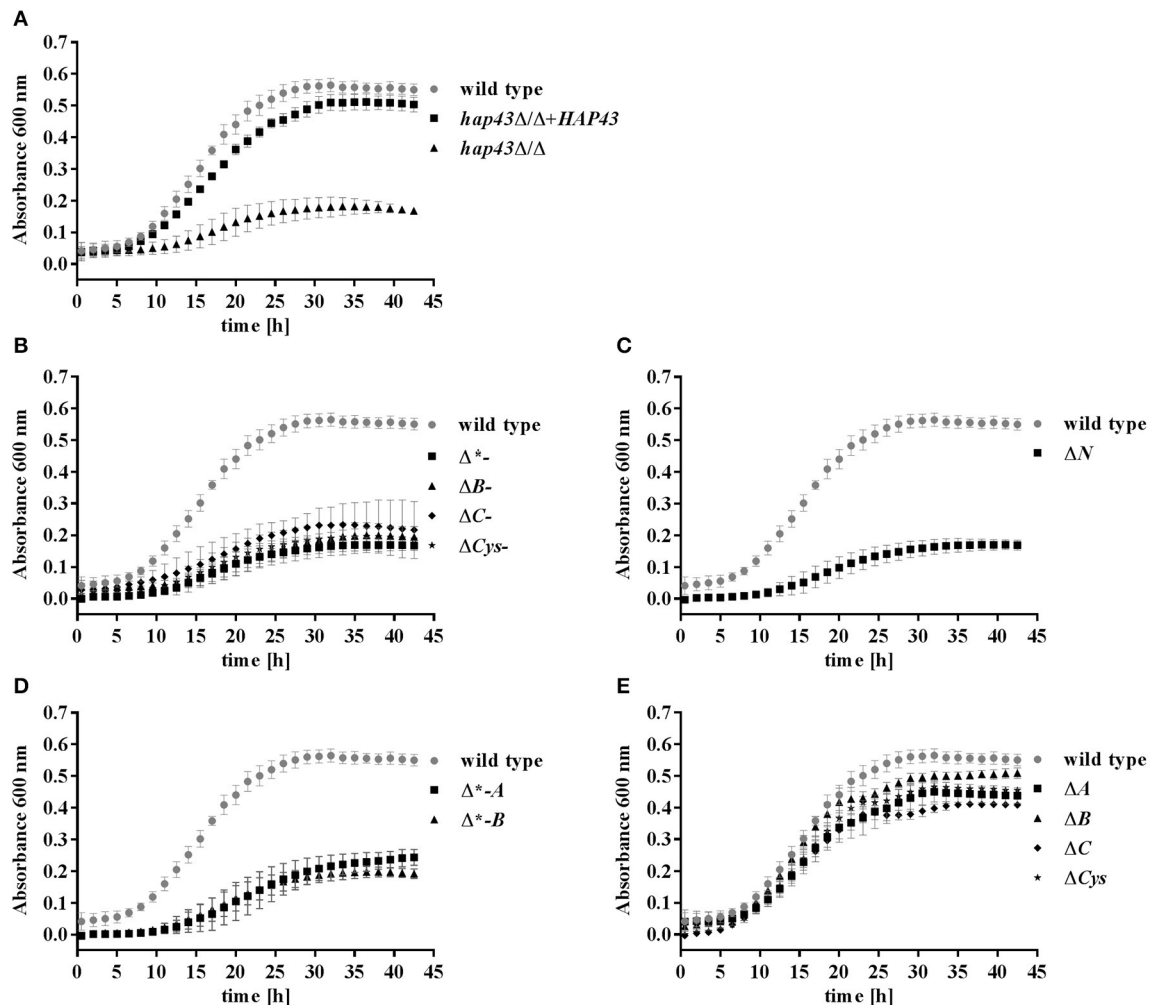 A
Absorbance 600 nm
0.7
0.6
0.5
0.4
0.3
0.2
0.1
0.0
0 5 10 15 20 25 30 35 40 45
time [h]
wild type
hap43Δ/Δ+HAP43
hap43Δ/Δ
B
Absorbance 600 nm
0.7
0.6
0.5
0.4
0.3
0.2
0.1
0.0
0 5 10 15 20 25 30 35 40 45
time [h]
wild type
Δ*-
ΔB-
ΔC-
ΔCys-
C
Absorbance 600 nm
0.7
0.6
0.5
0.4
0.3
0.2
0.1
0.0
0 5 10 15 20 25 30 35 40 45
time [h]
wild type
ΔN
D
Absorbance 600 nm
0.7
0.6
0.5
0.4
0.3
0.2
0.1
0.0
0 5 10 15 20 25 30 35 40 45
time [h]
wild type
Δ*-A
Δ*-B
E
Absorbance 600 nm
0.7
0.6
0.5
0.4
0.3
0.2
0.1
0.0
0 5 10 15 20 25 30 35 40 45
time [h]
wild type
ΔA
ΔB
ΔC
ΔCys